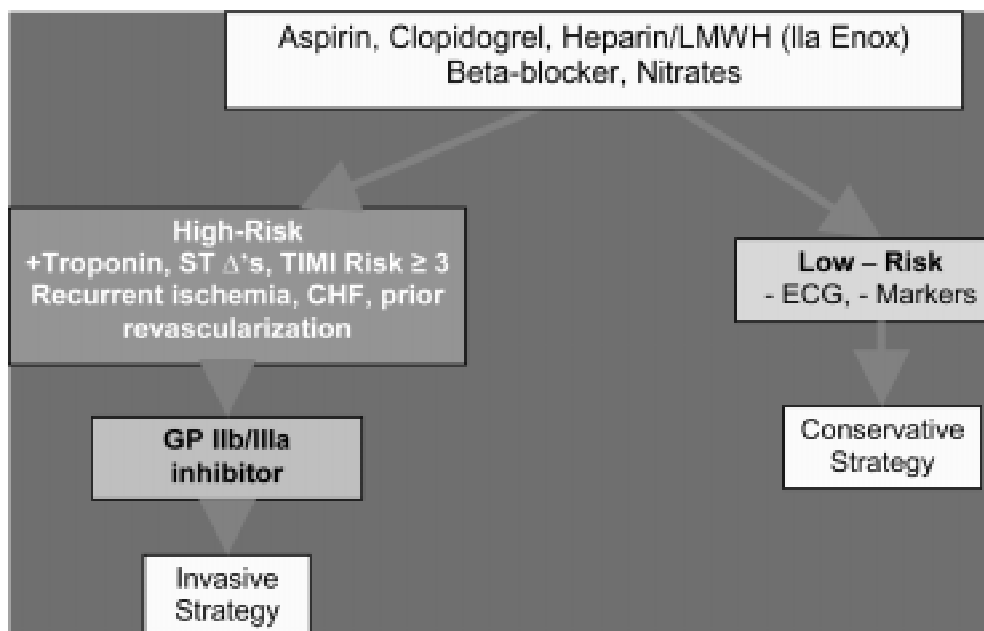 Aspirin, Clopidogrel, Heparin/LMWH (IIa Enox)
Beta-blocker, Nitrates
High-Risk
+Troponin, ST Δ's, TIMI Risk ≥ 3
Recurrent ischemia, CHF, prior
revascularization
Low – Risk
- ECG, - Markers
GP IIb/IIIa
inhibitor
Conservative
Strategy
Invasive
Strategy